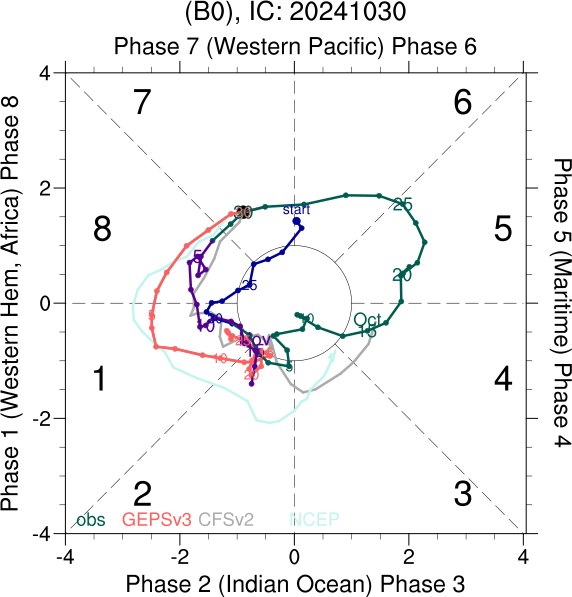 (B0), IC: 20241030
Phase 7 (Western Pacific) Phase 6
4
7
6
Phase 1 (Western Hem, Africa) Phase 8
Phase 5 (Maritime) Phase 4
2
start
25
30
8
5
5
20
25
0
Oct
15
10
1
4
-2
2
3
obs
GEPSv3
CFSv2
NCEP
-4
-4
-2
0
2
4
Phase 2 (Indian Ocean) Phase 3